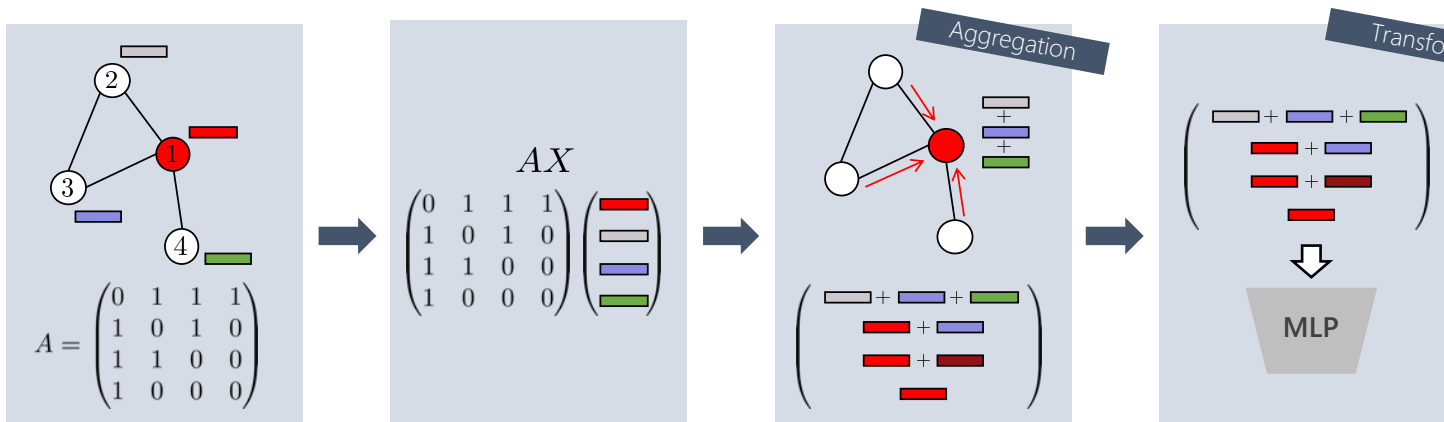 2
1
3
4
A = (0 1 1 1
1 0 1 0
1 1 0 0
1 0 0 0)
AX
(0 1 1 1
1 0 1 0
1 1 0 0
1 0 0 0)
Aggregation
+
+
+ +
+
+
Transfo
+ +
+
+
MLP